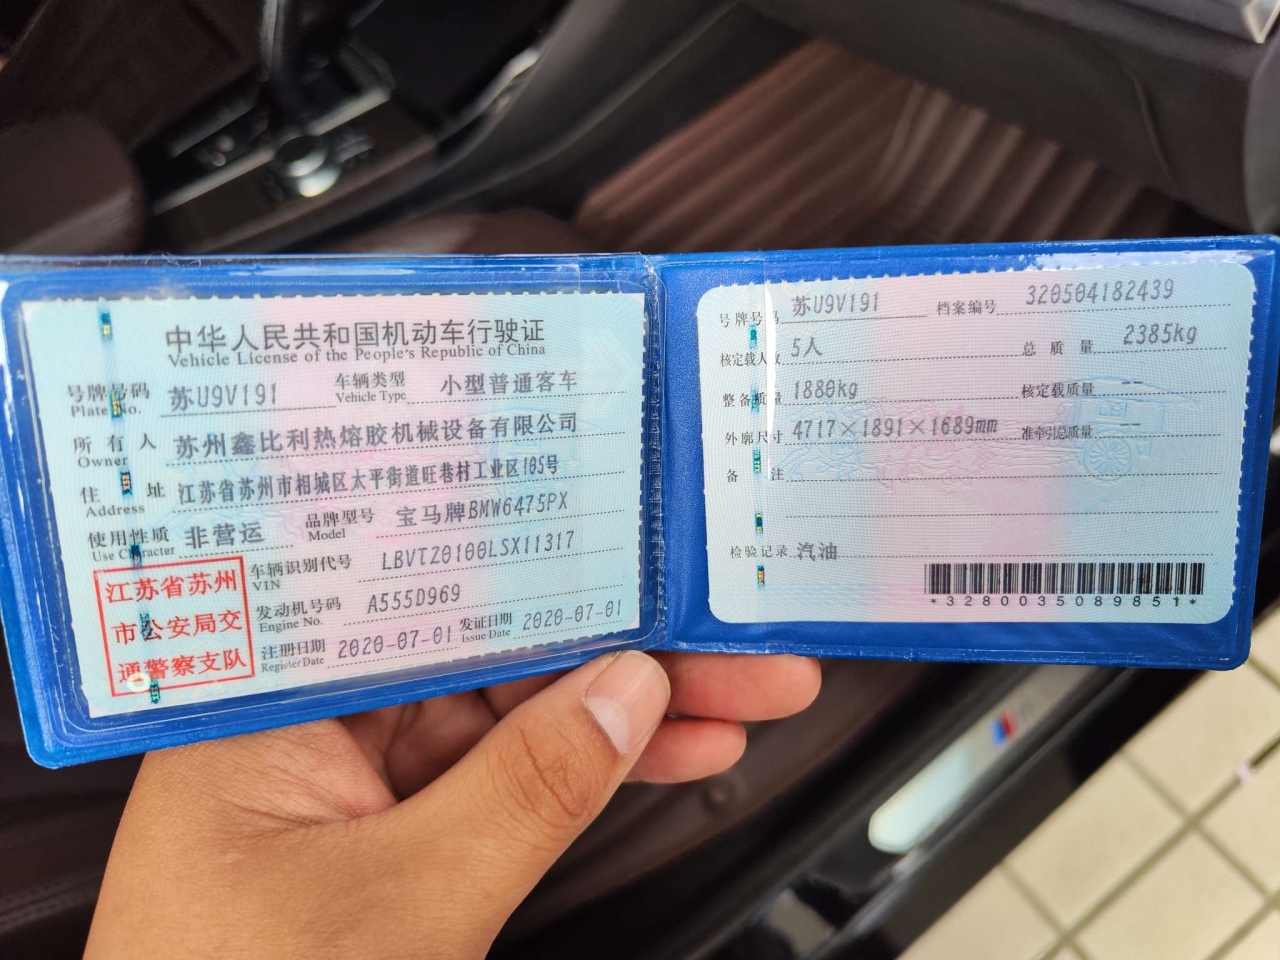 中华人民共和国机动车行驶证
Vehicle License of the People's Republic of China
号牌号码 苏U9V191 车辆类型 小型普通客车
Plate No. Vehicle Type
所有人 苏州鑫比利热熔胶机械设备有限公司
Owner
住址 江苏省苏州市相城区太平街道旺巷村工业区105号
Address
使用性质 非营运 品牌型号 宝马牌BMW6475PX
Use Character Model
车辆识别代号 LBVTZ0100LSX11317
VIN
发动机号码 A555D969
Engine No.
注册日期 2020-07-01 发证日期 2020-07-01
Register Date Issue Date
江苏省苏州
市公安局交
通警察支队
号牌号码 苏U9V191 档案编号 320504182439
核定载人数 5人 总质量 2385kg
整备质量 1880kg 核定载质量 --
外廓尺寸 4717×1891×1689mm 准牵引总质量 --
备注
检验记录 汽油
*3280035089851*